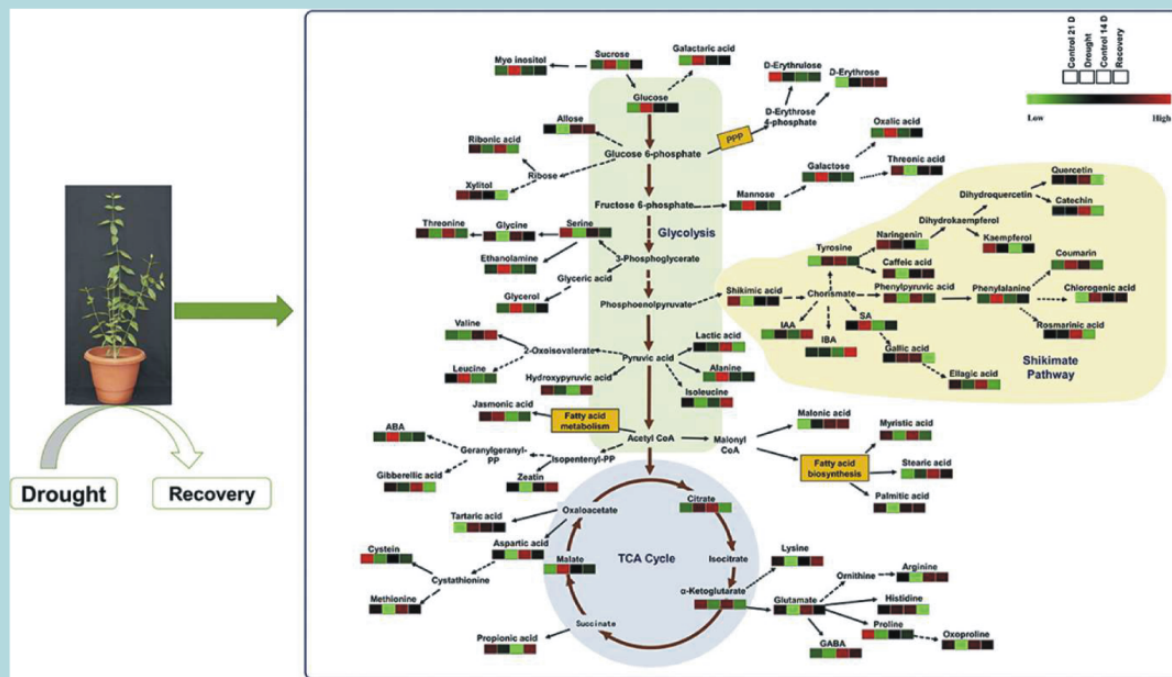 Drought
Recovery
Control 21 D
Drought
Control 14 D
Recovery
Low
High
Myo inositol
Sucrose
Galactaric acid
Glucose
D-Erythrulose
D-Erythrose
D-Erythrose
4-phosphate
Allose
PPP
Oxalic acid
Ribonic acid
Glucose 6-phosphate
Ribose
Galactose
Threonic acid
Xylitol
Mannose
Fructose 6-phosphate
Glycolysis
Quercetin
Dihydroquercetin
Catechin
Dihydrokaempferol
Naringenin
Kaempferol
Threonine
Glycine
Serine
Tyrosine
Ethanolamine
3-Phosphoglycerate
Caffeic acid
Coumarin
Glyceric acid
Shikimic acid
Chorismate
Phenylpyruvic acid
Phenylalanine
Chlorogenic acid
Glycerol
Phosphoenolpyruvate
SA
IAA
IBA
Rosmarinic acid
Gallic acid
Valine
Lactic acid
2-Oxoisovalerate
Pyruvic acid
Shikimate
Pathway
Leucine
Alanine
Ellagic acid
Hydroxypyruvic acid
Isoleucine
Jasmonic acid
Fatty acid
metabolism
Malonic acid
Myristic acid
ABA
Acetyl CoA
Malonyl
CoA
Geranylgeranyl-
PP
Isopentenyl-PP
Fatty acid
biosynthesis
Stearic acid
Gibberellic acid
Zeatin
Palmitic acid
Citrate
Tartaric acid
Oxaloacetate
Aspartic acid
Cystein
Malate
TCA Cycle
Isocitrate
Lysine
Cystathionine
Ornithine
Arginine
Methionine
α-Ketoglutarate
Glutamate
Histidine
Succinate
Proline
Oxoproline
Propionic acid
GABA